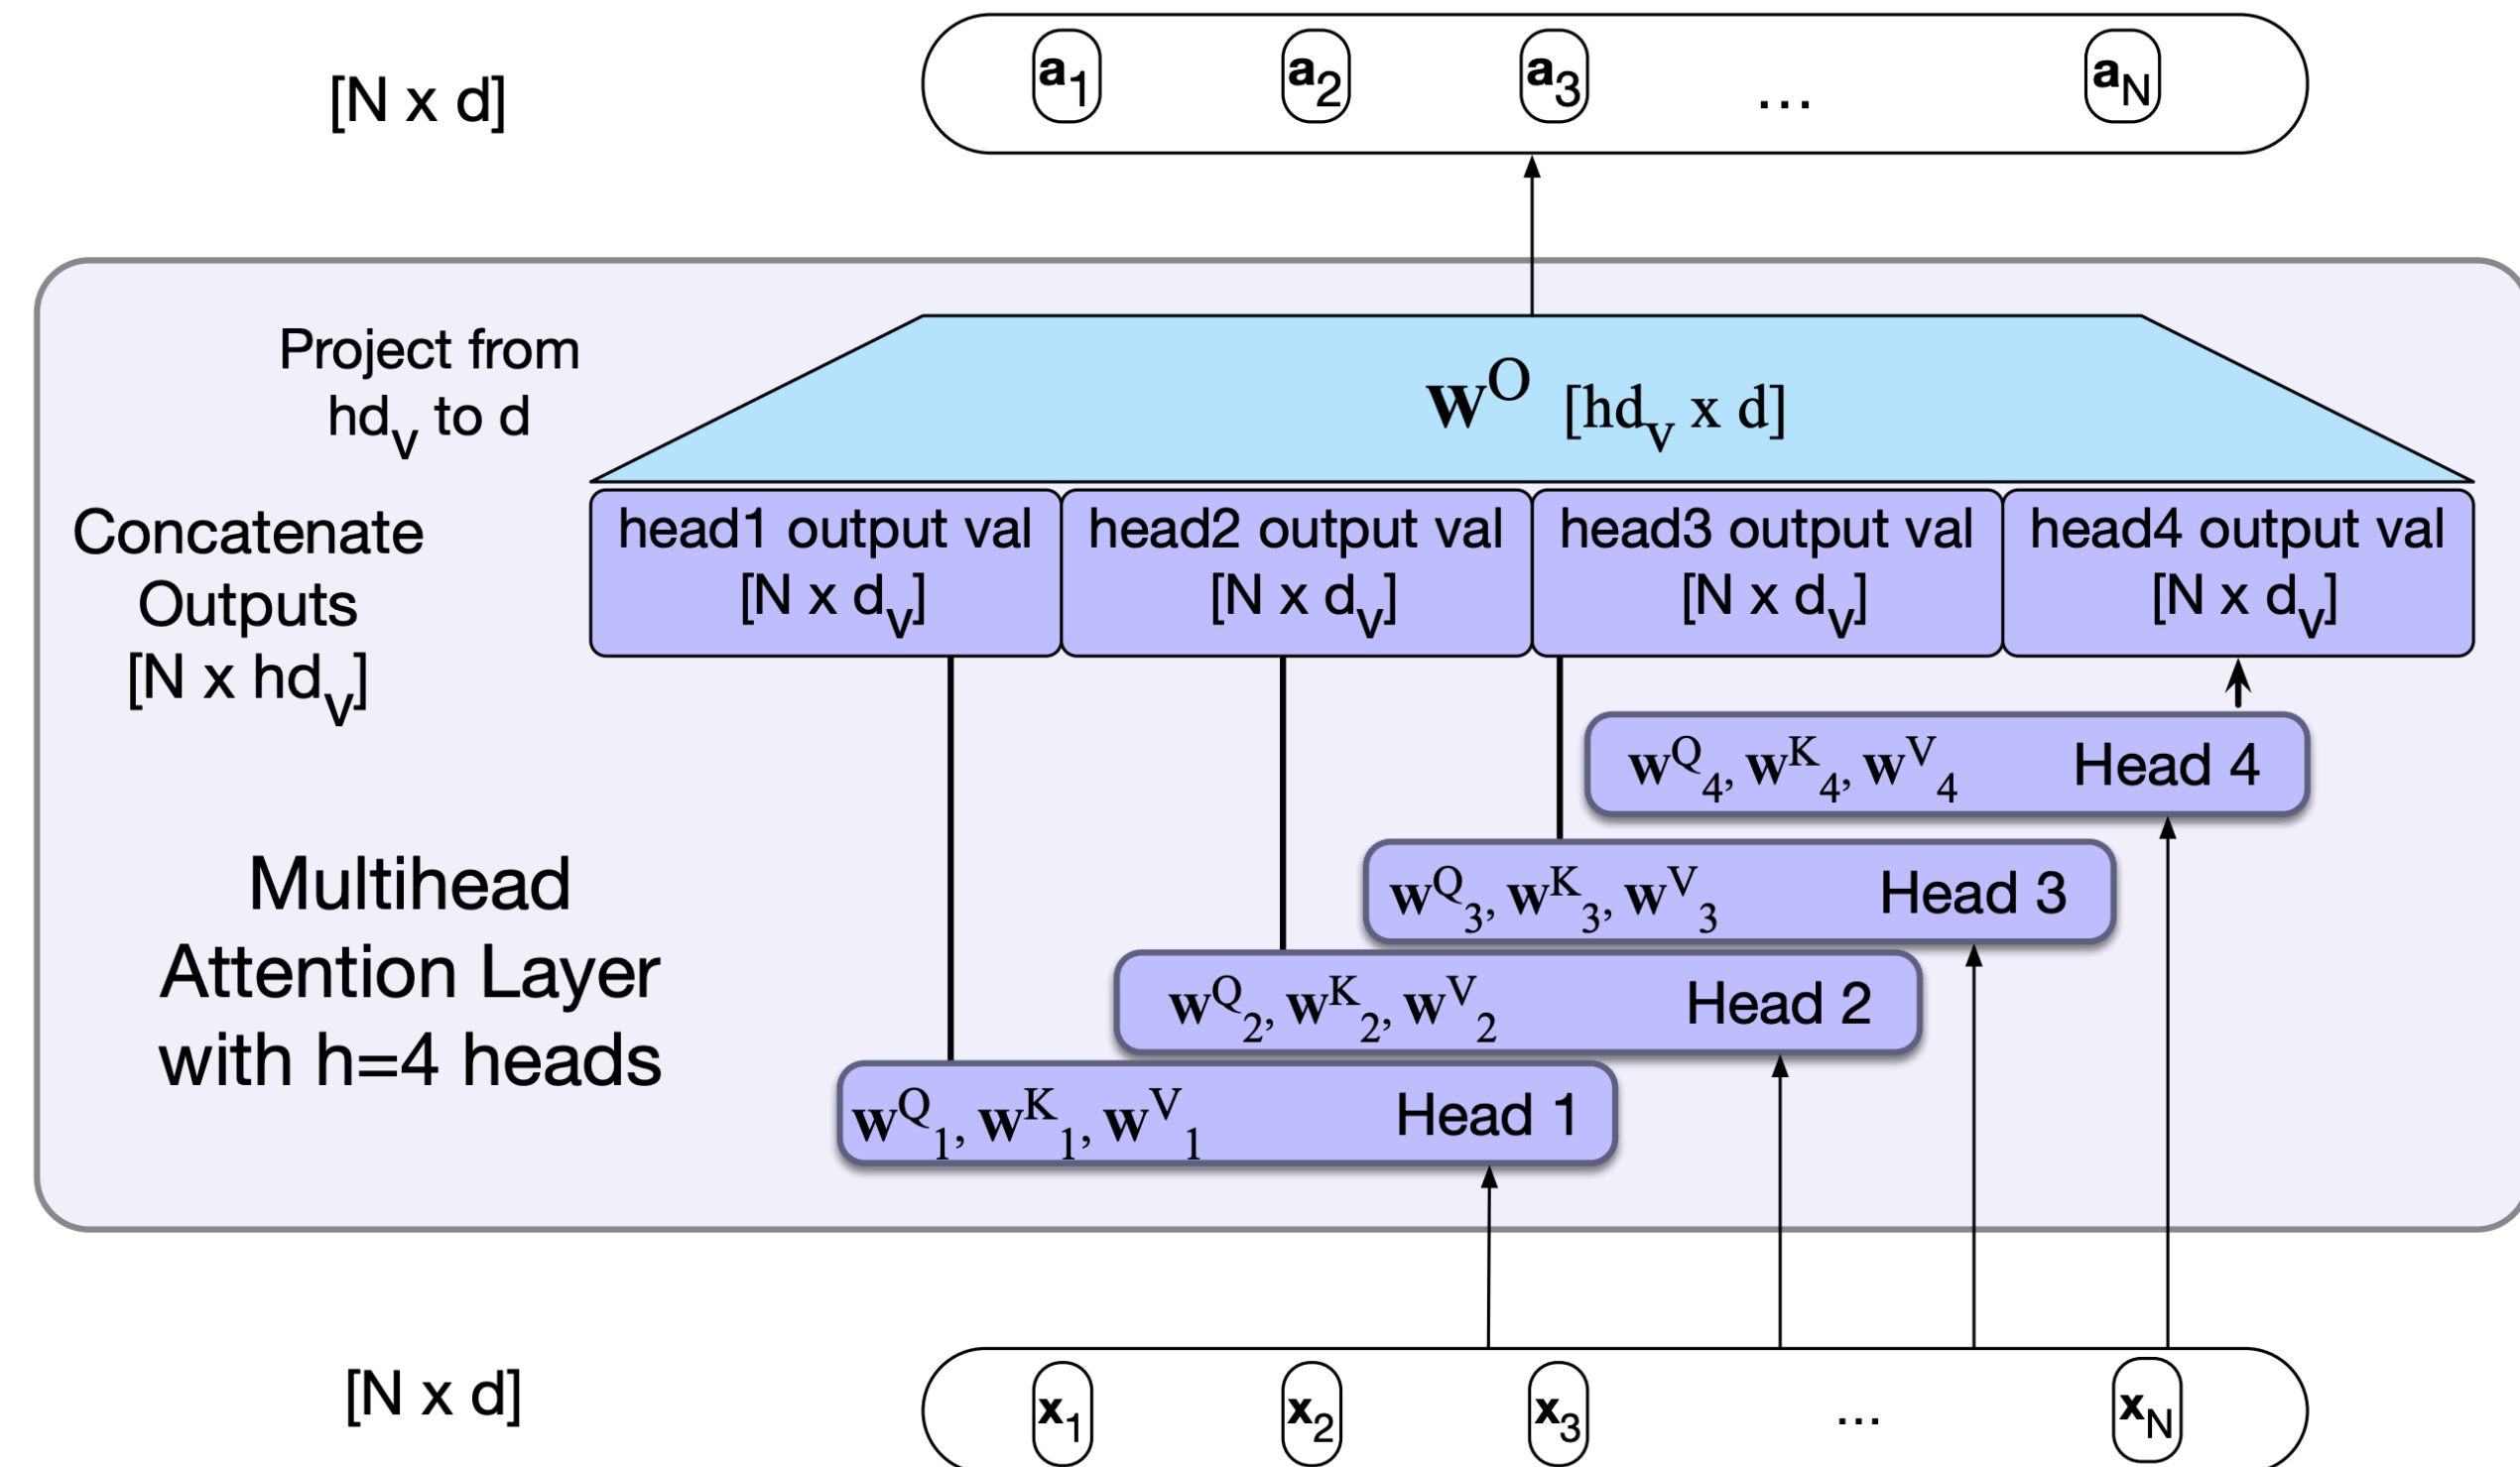 [N x d]
a1 a2 a3 ... aN
Project from
hdv to d
WO [hdv x d]
Concatenate
Outputs
[N x hdv]
head1 output val
[N x dv]
head2 output val
[N x dv]
head3 output val
[N x dv]
head4 output val
[N x dv]
WQ4, WK4, WV4 Head 4
WQ3, WK3, WV3 Head 3
WQ2, WK2, WV2 Head 2
WQ1, WK1, WV1 Head 1
Multihead
Attention Layer
with h=4 heads
[N x d]
x1 x2 x3 ... xN